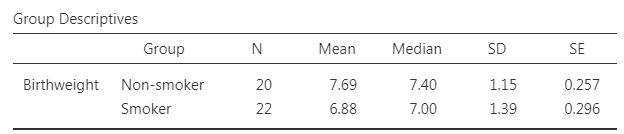 Group Descriptives
Group N Mean Median SD SE
Birthweight Non-smoker 20 7.69 7.40 1.15 0.257
Smoker 22 6.88 7.00 1.39 0.296